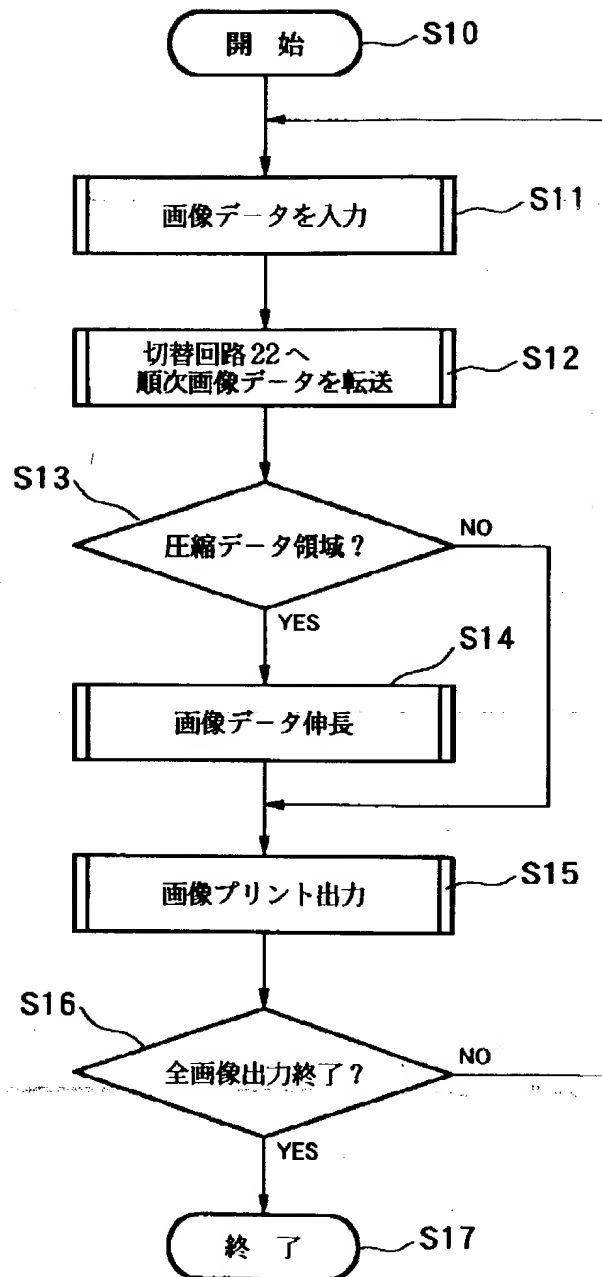 開 始
S10
画像データを入力
S11
切替回路22へ
順次画像データを転送
S12
S13
圧縮データ領域?
NO
YES
S14
画像データ伸長
画像プリント出力
S15
S16
全画像出力終了?
NO
YES
終 了
S17